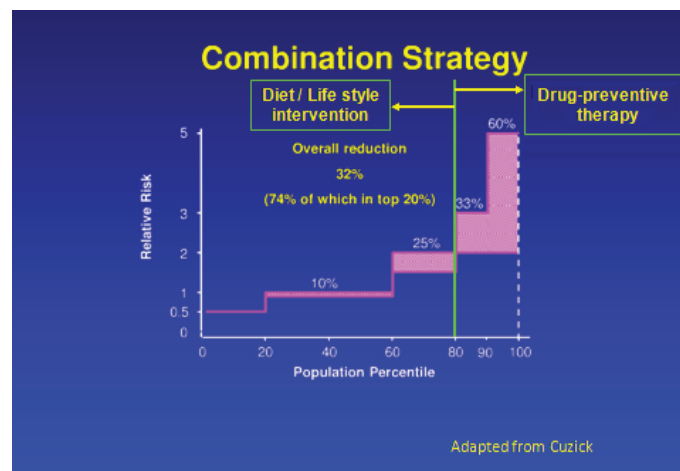 Combination Strategy
Diet / Life style
intervention
Drug-preventive
therapy
Overall reduction
32%
(74% of which in top 20%)
60%
33%
25%
10%
Relative Risk
5
3
2
1
0.5
0
0 20 40 60 80 90 100
Population Percentile
Adapted from Cuzick